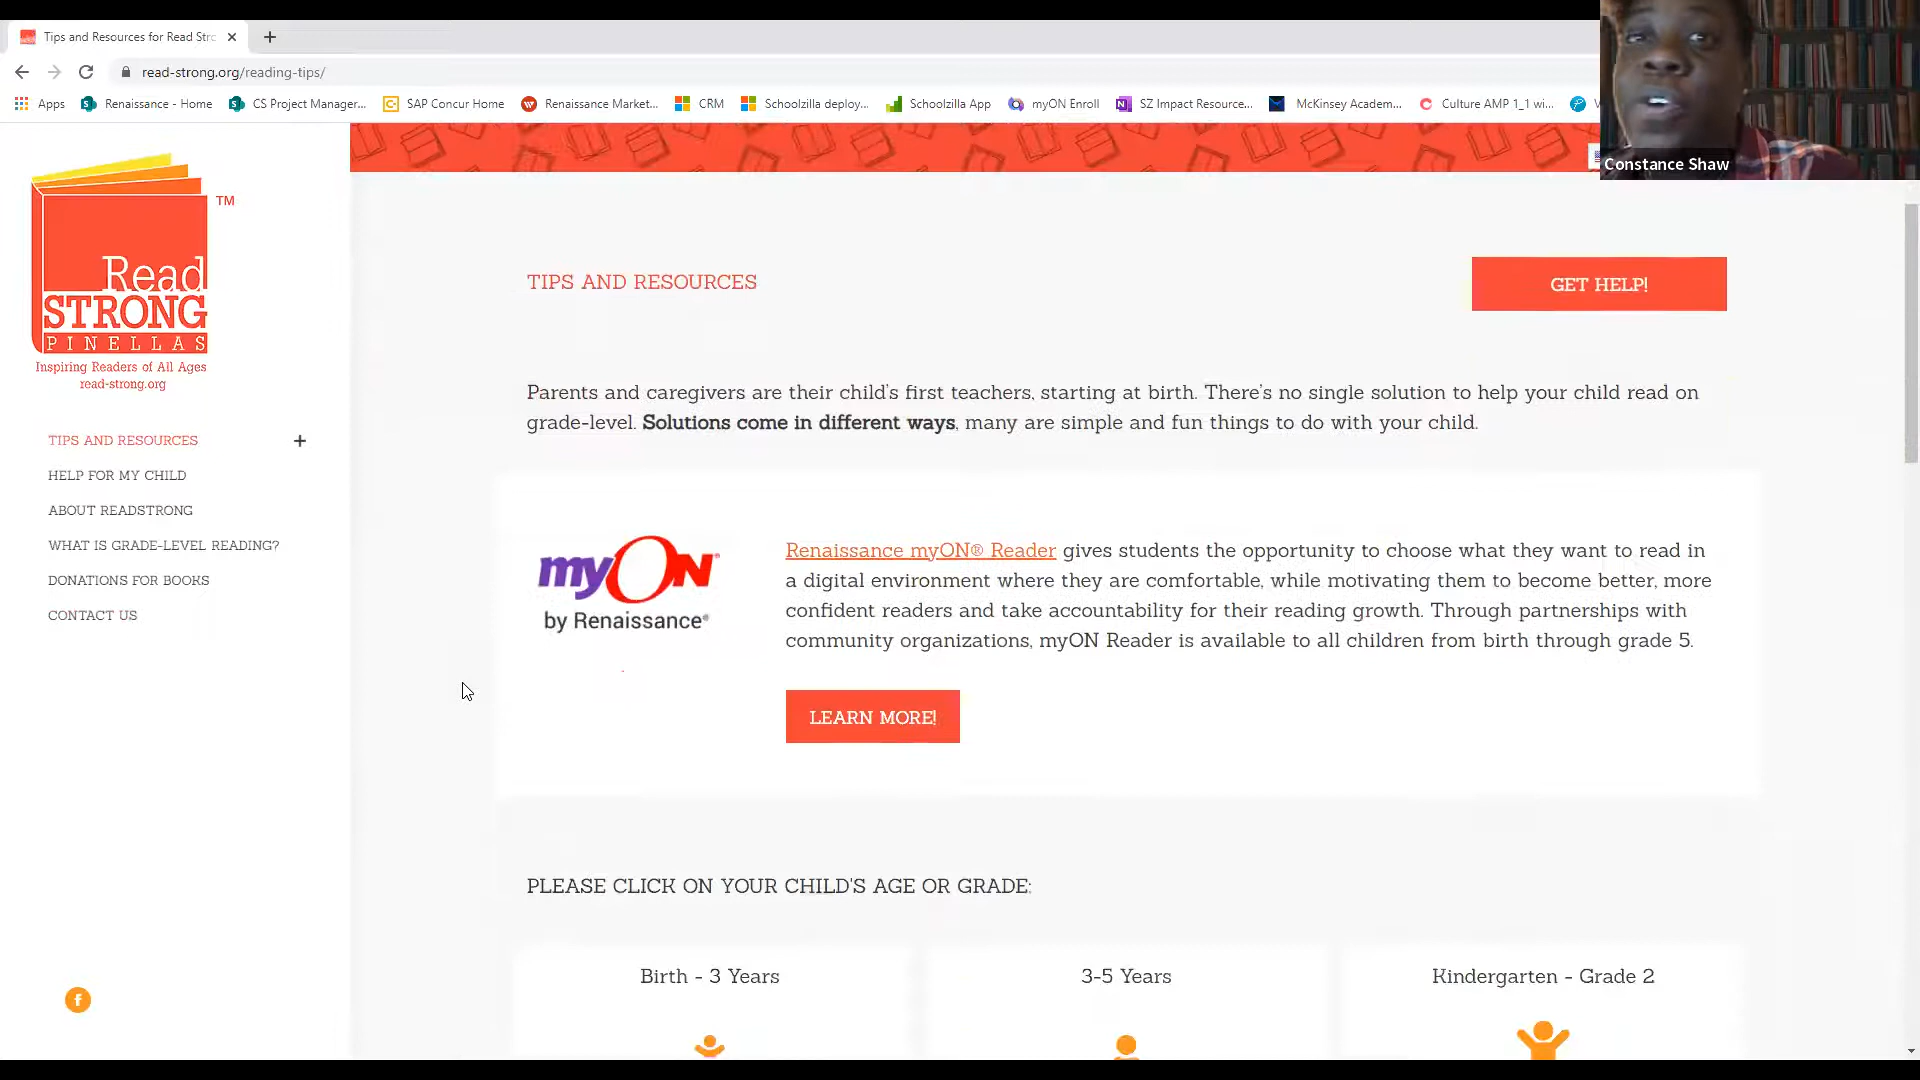 Tips and Resources for Read Stro
read-strong.org/reading-tips/
Apps
Renaissance - Home
CS Project Manager...
SAP Concur Home
Renaissance Market...
CRM
Schoolzilla deploy...
Schoolzilla App
myON Enroll
SZ Impact Resource...
McKinsey Academ...
Culture AMP 1_1 wi...
Constance Shaw
Read
STRONG
PINELLAS
TM
Inspiring Readers of All Ages
read-strong.org
TIPS AND RESOURCES +
HELP FOR MY CHILD
ABOUT READSTRONG
WHAT IS GRADE-LEVEL READING?
DONATIONS FOR BOOKS
CONTACT US
f
TIPS AND RESOURCES
GET HELP!
Parents and caregivers are their child's first teachers, starting at birth. There's no single solution to help your child read on
grade-level. Solutions come in different ways, many are simple and fun things to do with your child.
myON®
by Renaissance®
Renaissance myON® Reader gives students the opportunity to choose what they want to read in
a digital environment where they are comfortable, while motivating them to become better, more
confident readers and take accountability for their reading growth. Through partnerships with
community organizations, myON Reader is available to all children from birth through grade 5.
LEARN MORE!
PLEASE CLICK ON YOUR CHILD'S AGE OR GRADE:
Birth - 3 Years
3-5 Years
Kindergarten - Grade 2